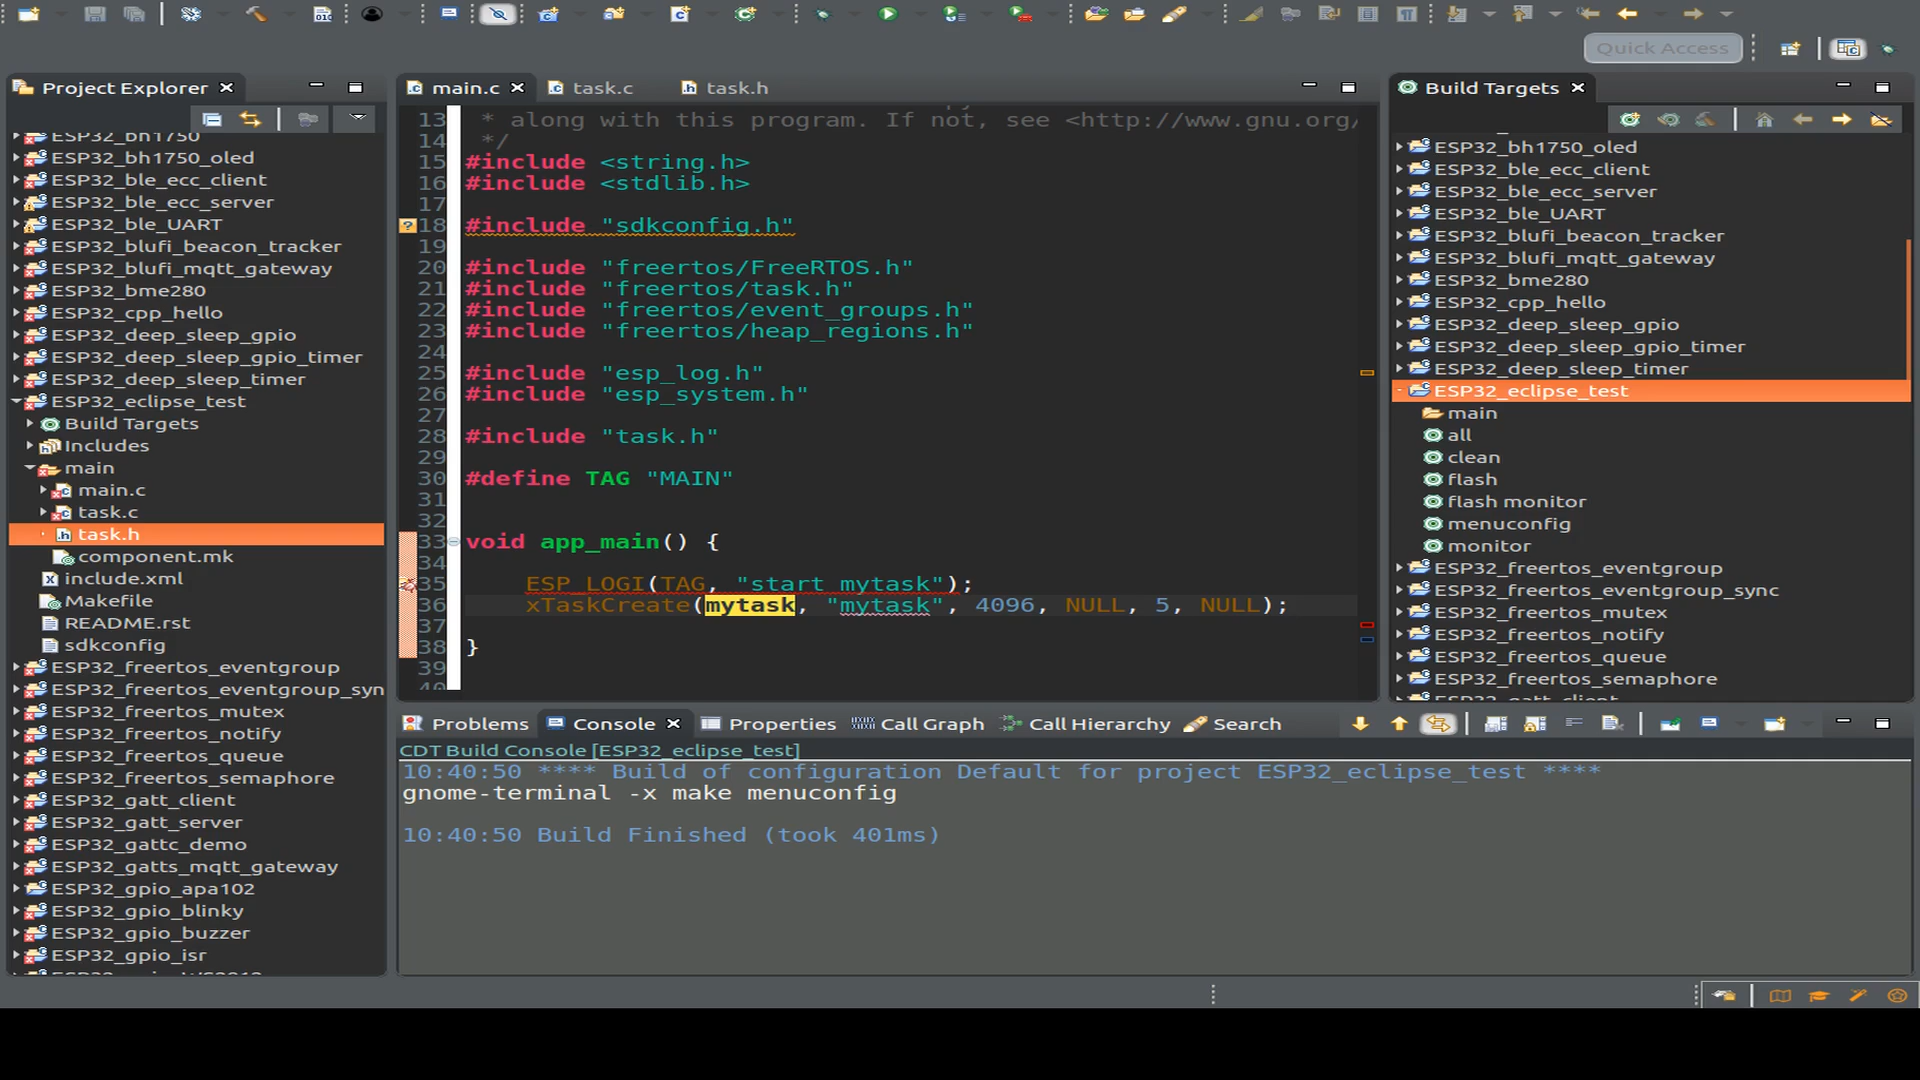 Quick Access
Project Explorer
ESP32_bh1750
ESP32_bh1750_oled
ESP32_ble_ecc_client
ESP32_ble_ecc_server
ESP32_ble_UART
ESP32_blufi_beacon_tracker
ESP32_blufi_mqtt_gateway
ESP32_bme280
ESP32_cpp_hello
ESP32_deep_sleep_gpio
ESP32_deep_sleep_gpio_timer
ESP32_deep_sleep_timer
ESP32_eclipse_test
Build Targets
Includes
main
main.c
task.c
task.h
component.mk
include.xml
Makefile
README.rst
sdkconfig
ESP32_freertos_eventgroup
ESP32_freertos_eventgroup_syn
ESP32_freertos_mutex
ESP32_freertos_notify
ESP32_freertos_queue
ESP32_freertos_semaphore
ESP32_gatt_client
ESP32_gatt_server
ESP32_gattc_demo
ESP32_gatts_mqtt_gateway
ESP32_gpio_apa102
ESP32_gpio_blinky
ESP32_gpio_buzzer
ESP32_gpio_isr
main.c task.c task.h
13 * along with this program. If not, see <http://www.gnu.org/
14 */
15 #include <string.h>
16 #include <stdlib.h>
17
18 #include "sdkconfig.h"
19
20 #include "freertos/FreeRTOS.h"
21 #include "freertos/task.h"
22 #include "freertos/event_groups.h"
23 #include "freertos/heap_regions.h"
24
25 #include "esp_log.h"
26 #include "esp_system.h"
27
28 #include "task.h"
29
30 #define TAG "MAIN"
31
32
33 void app_main() {
34
35 ESP_LOGI(TAG, "start mytask");
36 xTaskCreate(mytask, "mytask", 4096, NULL, 5, NULL);
37
38 }
39
40
Build Targets
ESP32_bh1750_oled
ESP32_ble_ecc_client
ESP32_ble_ecc_server
ESP32_ble_UART
ESP32_blufi_beacon_tracker
ESP32_blufi_mqtt_gateway
ESP32_bme280
ESP32_cpp_hello
ESP32_deep_sleep_gpio
ESP32_deep_sleep_gpio_timer
ESP32_deep_sleep_timer
ESP32_eclipse_test
main
all
clean
flash
flash monitor
menuconfig
monitor
ESP32_freertos_eventgroup
ESP32_freertos_eventgroup_sync
ESP32_freertos_mutex
ESP32_freertos_notify
ESP32_freertos_queue
ESP32_freertos_semaphore
ESP32_gatt_client
Problems Console Properties Call Graph Call Hierarchy Search
CDT Build Console [ESP32_eclipse_test]
10:40:50 **** Build of configuration Default for project ESP32_eclipse_test ****
gnome-terminal -x make menuconfig
10:40:50 Build Finished (took 401ms)